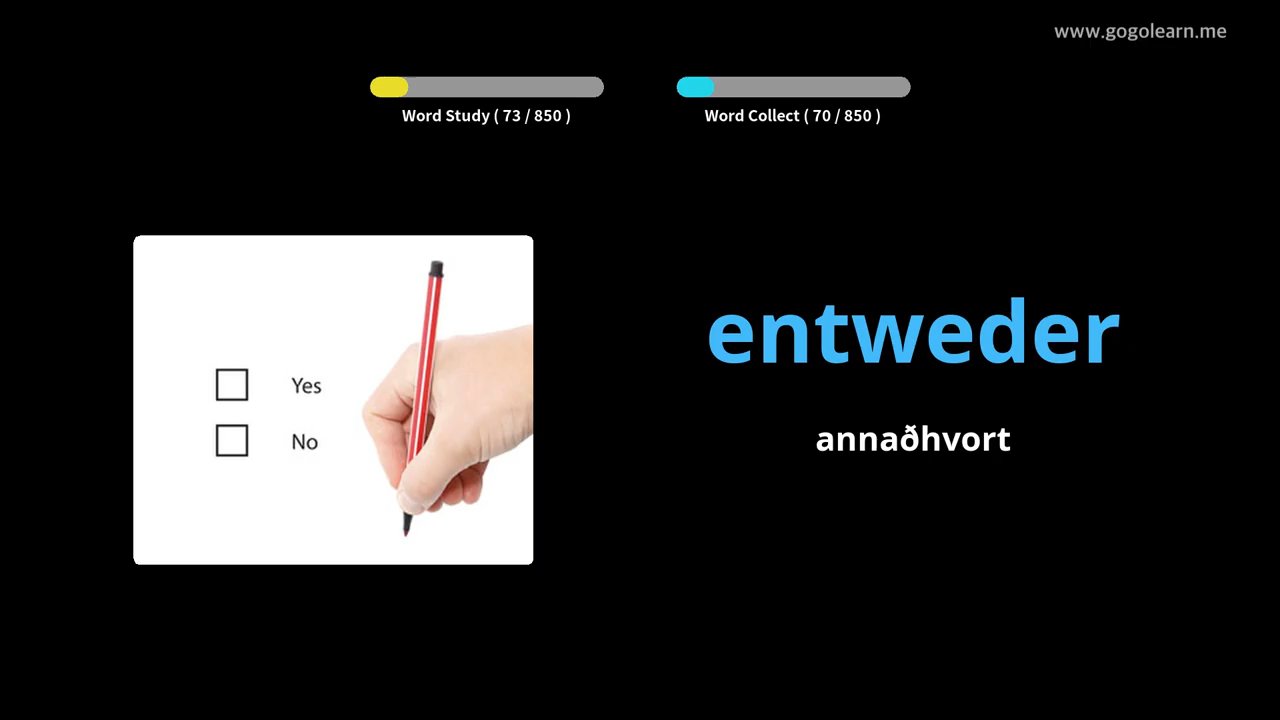 www.gogolearn.me
Word Study ( 73 / 850 )
Word Collect ( 70 / 850 )
Yes
No
entweder
annaðhvort